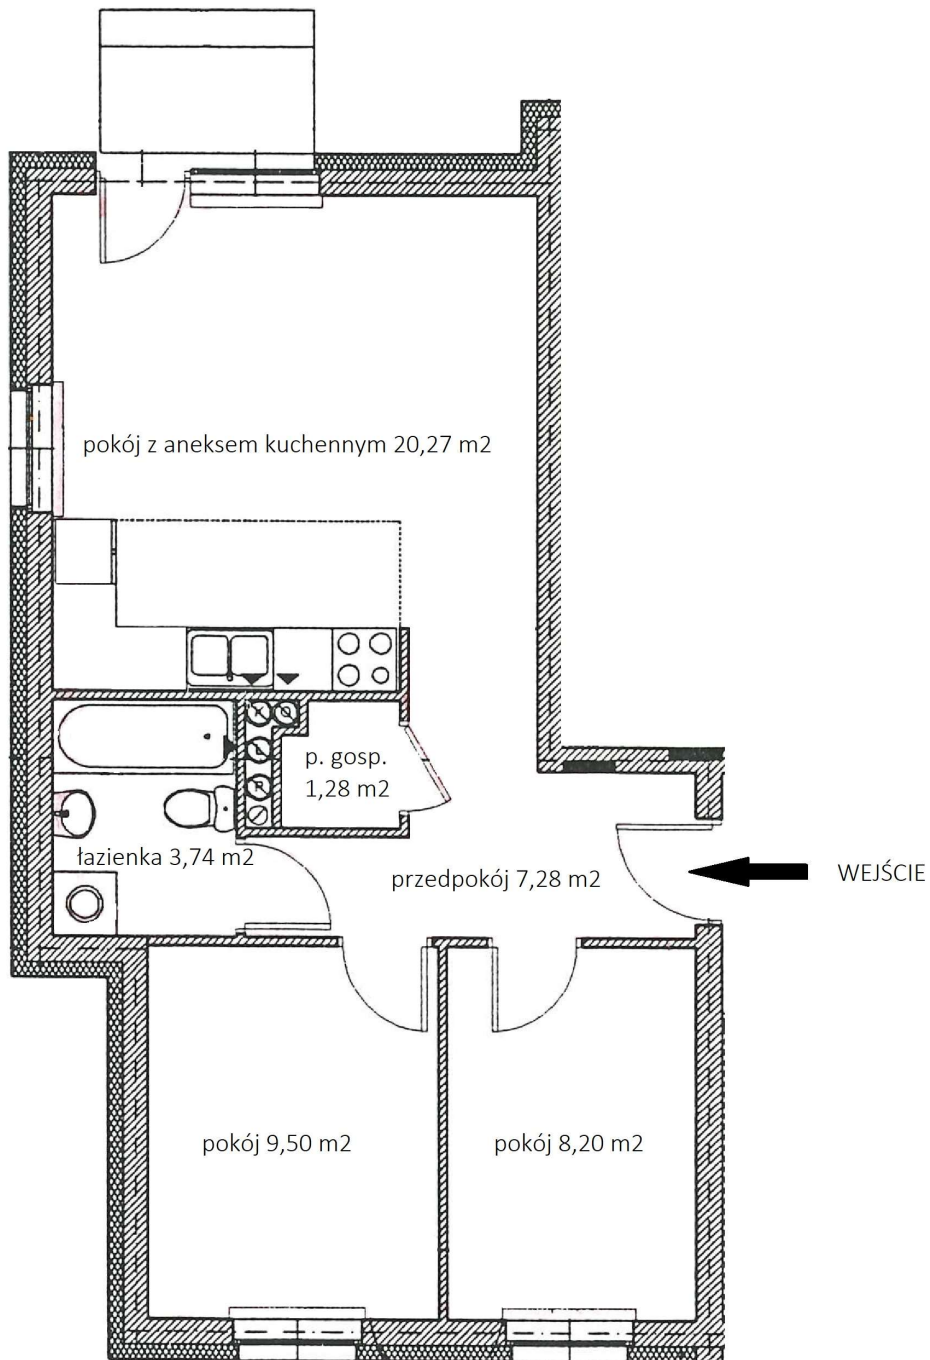 pokój z aneksem kuchennym 20,27 m2
p. gosp.
1,28 m2
łazienka 3,74 m2
przedpokój 7,28 m2
WEJŚCIE
pokój 9,50 m2
pokój 8,20 m2